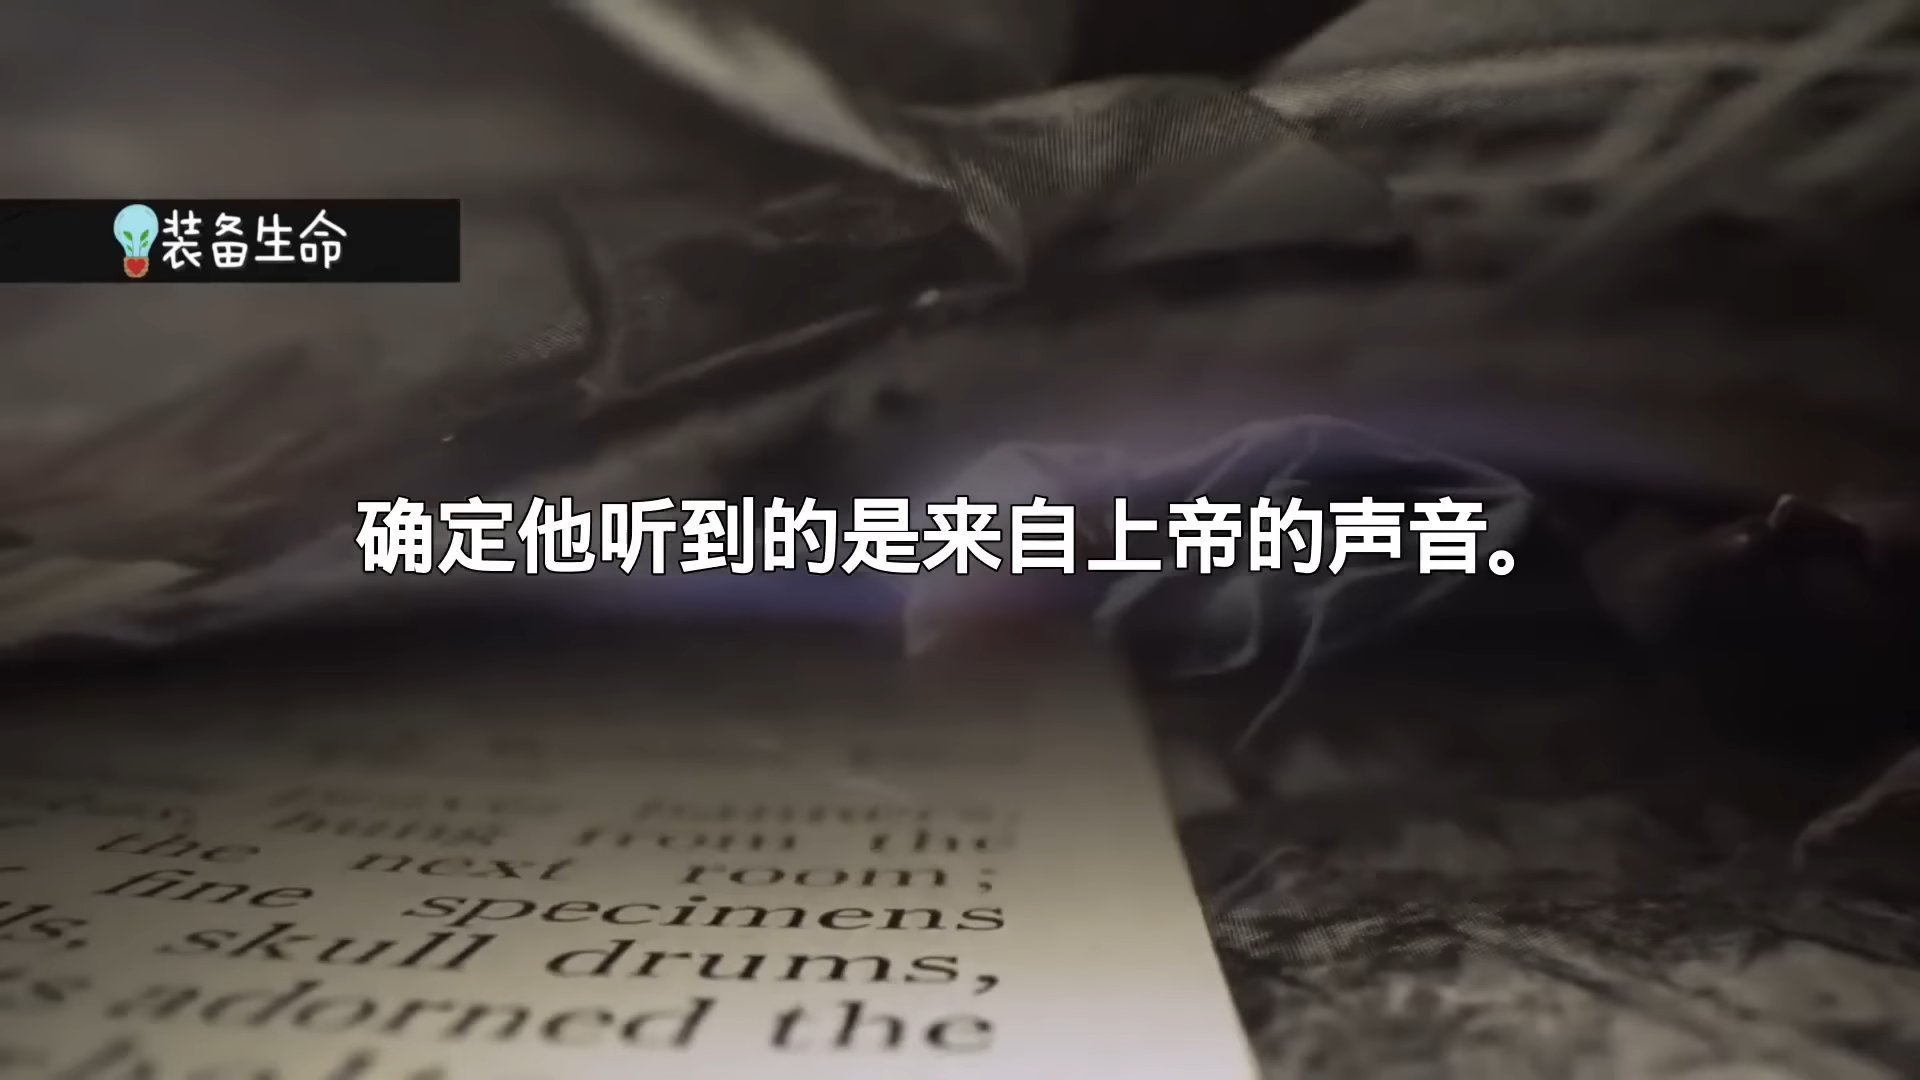 装备生命
确定他听到的是来自上帝的声音。
hung from the
the next room;
fine specimens
skull drums,
adorned the